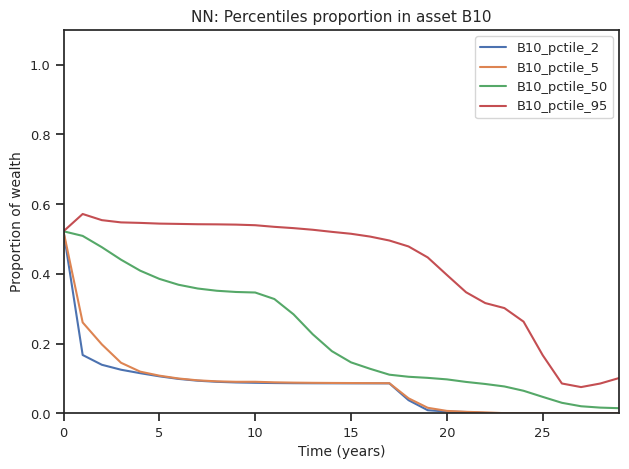 NN: Percentiles proportion in asset B10
B10_pctile_2
B10_pctile_5
B10_pctile_50
B10_pctile_95
Proportion of wealth
1.0
0.8
0.6
0.4
0.2
0.0
0 5 10 15 20 25
Time (years)